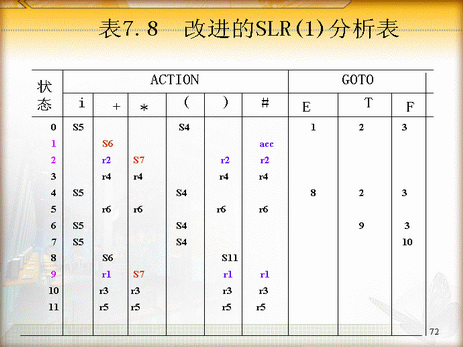 表7.8 改进的SLR(1)分析表
状态 ACTION GOTO
i + * ( ) # E T F
0 S5 S4 1 2 3
1 S6 acc
2 r2 S7 r2 r2
3 r4 r4 r4 r4
4 S5 S4 8 2 3
5 r6 r6 r6 r6
6 S5 S4 9 3
7 S5 S4 10
8 S6 S11
9 r1 S7 r1 r1
10 r3 r3 r3 r3
11 r5 r5 r5 r5
72